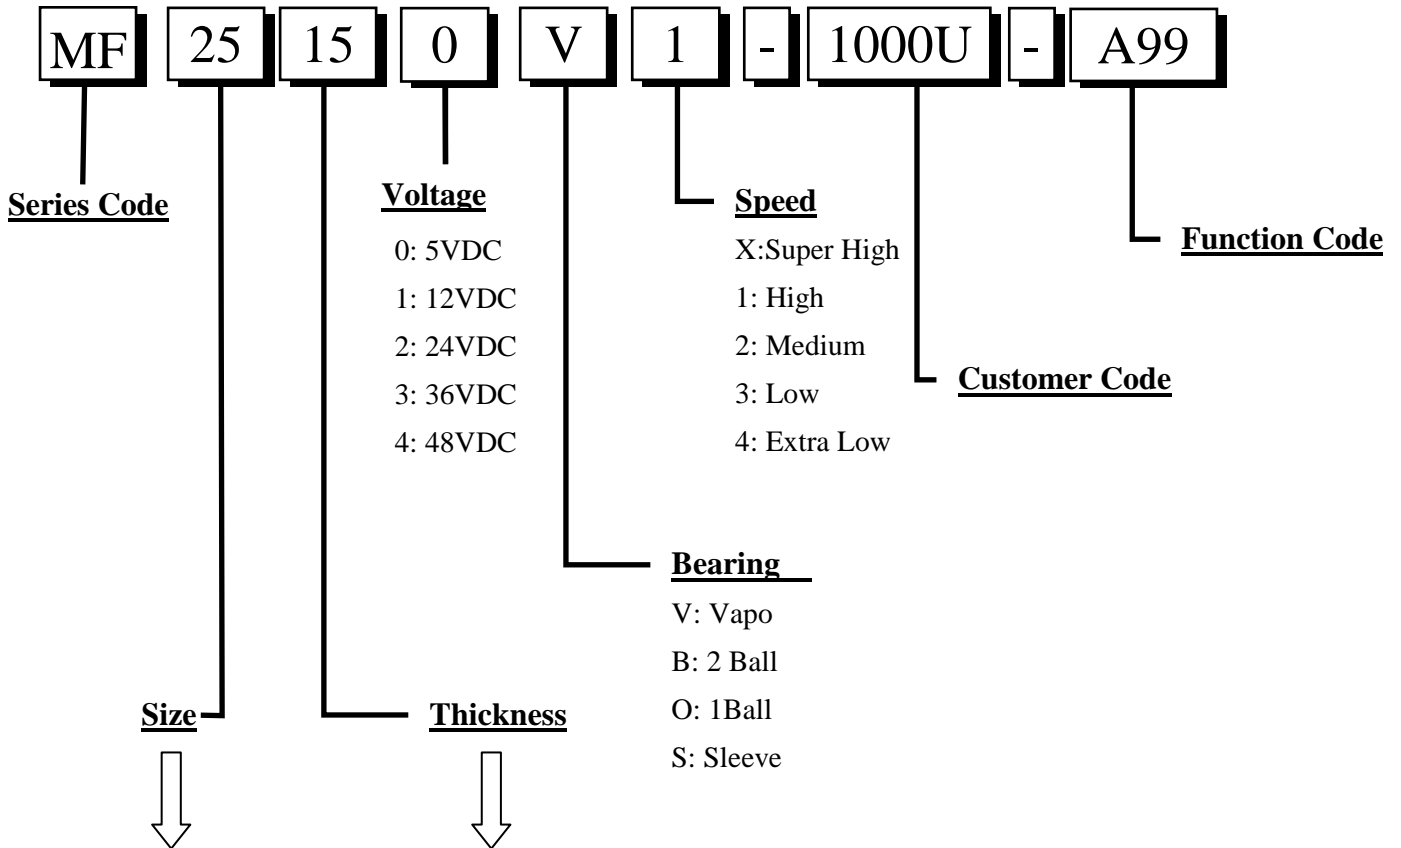 MF 25 15 0 V 1 - 1000U - A99
Series Code
Voltage
0: 5VDC
1: 12VDC
2: 24VDC
3: 36VDC
4: 48VDC
Speed
X:Super High
1: High
2: Medium
3: Low
4: Extra Low
Function Code
Customer Code
Bearing
V: Vapo
B: 2 Ball
O: 1Ball
S: Sleeve
Size
Thickness